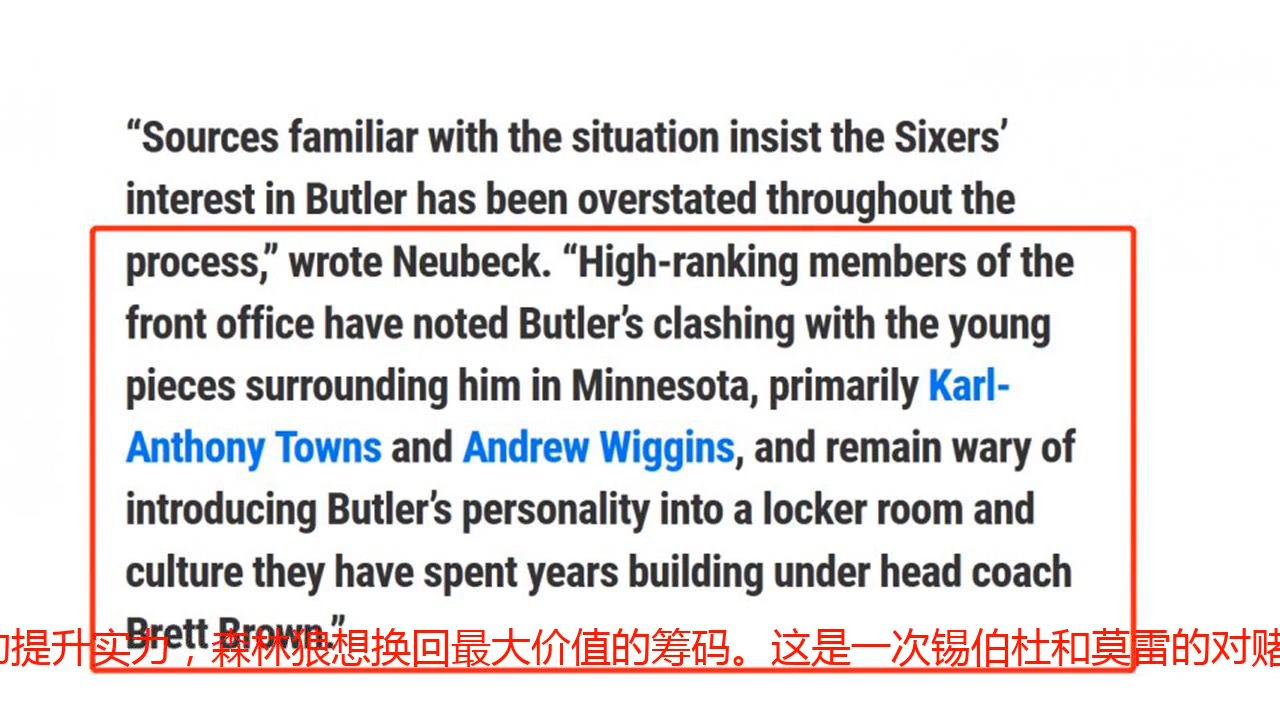 “Sources familiar with the situation insist the Sixers’
interest in Butler has been overstated throughout the
process,” wrote Neubeck. “High-ranking members of the
front office have noted Butler’s clashing with the young
pieces surrounding him in Minnesota, primarily Karl-
Anthony Towns and Andrew Wiggins, and remain wary of
introducing Butler’s personality into a locker room and
culture they have spent years building under head coach
Brett Brown.”
提升实力，森林狼想换回最大价值的筹码。这是一次锡伯杜和莫雷的对赌